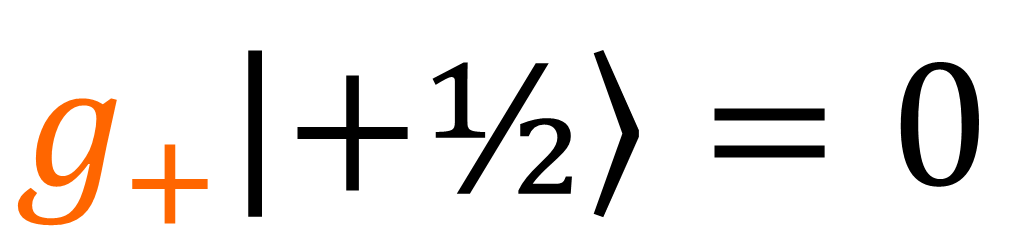 g₊|+½⟩ = 0